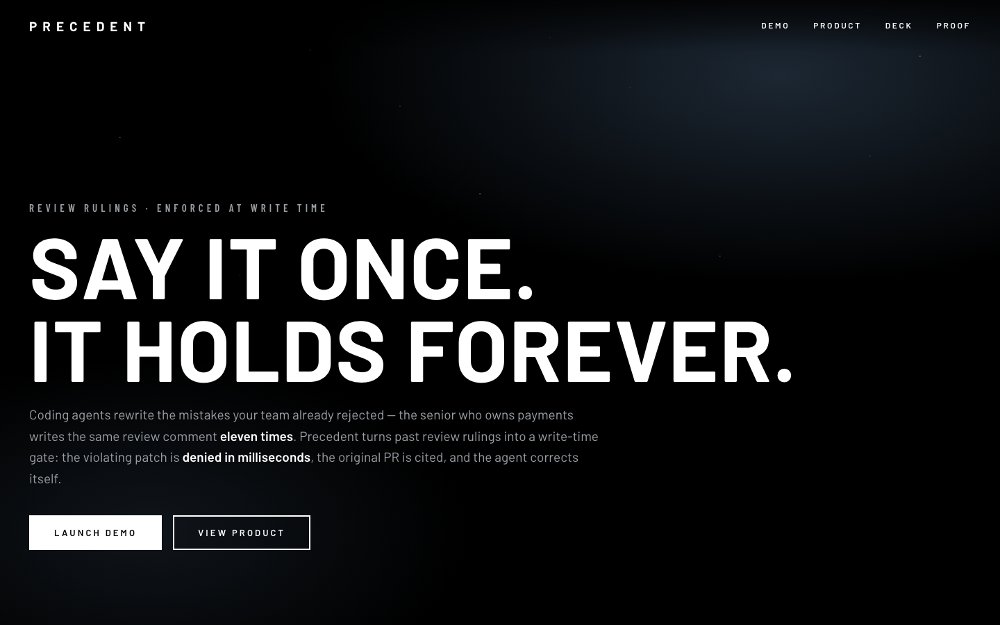 PRECEDENT
DEMO PRODUCT DECK PROOF
REVIEW RULINGS · ENFORCED AT WRITE TIME
SAY IT ONCE.
IT HOLDS FOREVER.
Coding agents rewrite the mistakes your team already rejected — the senior who owns payments
writes the same review comment eleven times. Precedent turns past review rulings into a write-time
gate: the violating patch is denied in milliseconds, the original PR is cited, and the agent corrects
itself.
LAUNCH DEMO VIEW PRODUCT